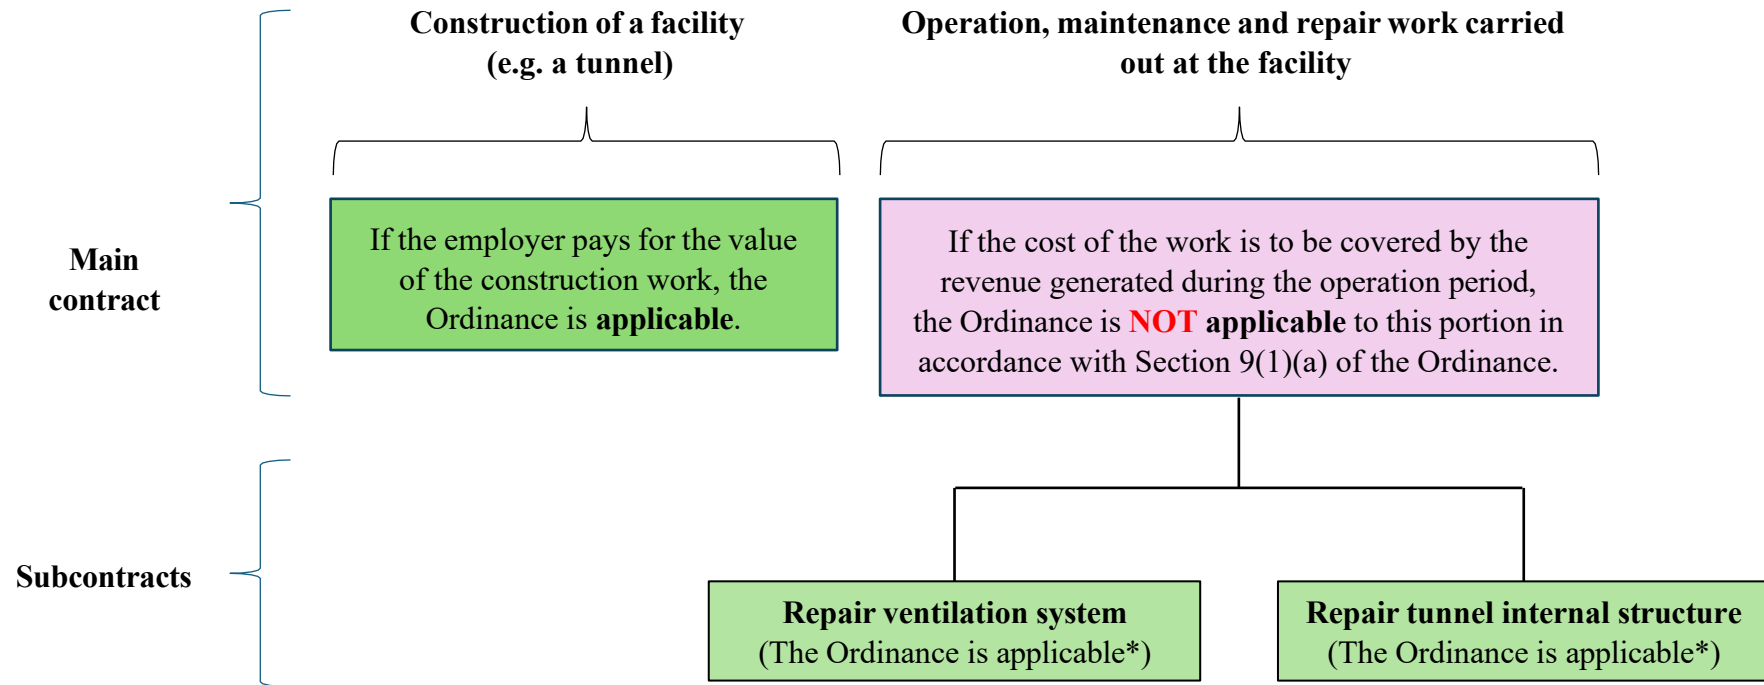 Construction of a facility
(e.g. a tunnel)
Operation, maintenance and repair work carried
out at the facility
Main
contract
If the employer pays for the value
of the construction work, the
Ordinance is applicable.
If the cost of the work is to be covered by the
revenue generated during the operation period,
the Ordinance is NOT applicable to this portion in
accordance with Section 9(1)(a) of the Ordinance.
Subcontracts
Repair ventilation system
(The Ordinance is applicable*)
Repair tunnel internal structure
(The Ordinance is applicable*)